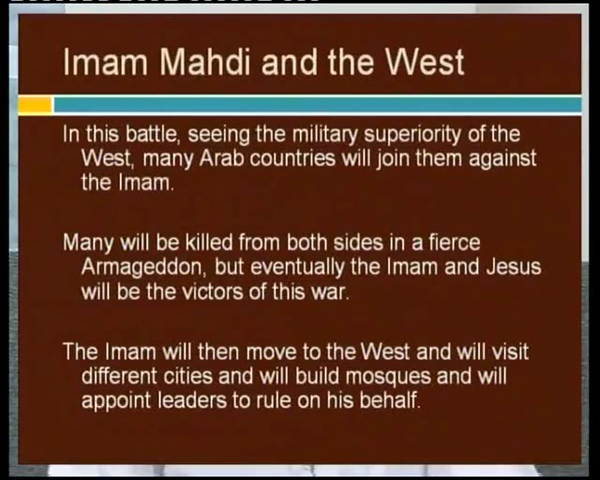 Imam Mahdi and the West
In this battle, seeing the military superiority of the
West, many Arab countries will join them against
the Imam.
Many will be killed from both sides in a fierce
Armageddon, but eventually the Imam and Jesus
will be the victors of this war.
The Imam will then move to the West and will visit
different cities and will build mosques and will
appoint leaders to rule on his behalf.